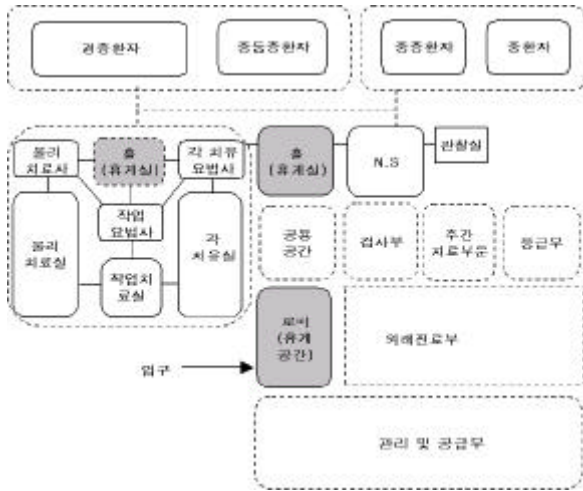 경증환자
중등증환자
중증환자
중환자
물리
치료사
홀
(휴게실)
각 치유
요법사
홀
(휴게실)
N.S
관찰실
작업
요법사
물리
치료실
각
치유실
작업치
료실
공용
공간
검사부
주간
치료부문
응급부
로비
(휴게
공간)
외래진료부
입구
관리 및 공급부